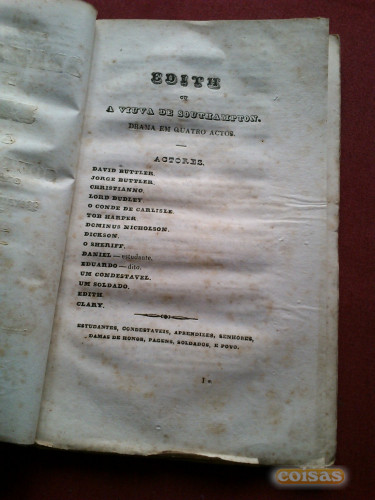 EDITH
OU
A VIUVA DE SOUTHAMPTON.
DRAMA EM QUATRO ACTOS.
ACTORES.
DAVID BUTTLER.
JORGE BUTTLER.
CHRISTIANNO.
LORD DUDLEY
O CONDE DE CARLISLE.
TOB HARPER
DOMINUS NICHOLSON.
DICKSON.
O SHERIFF.
DANIEL — estudante.
EDUARDO — dito.
UM CONDESTAVEL.
UM SOLDADO.
EDITH.
CLARY.
ESTUDANTES, CONDESTAVEIS, APRENDIZES, SENHORES,
DAMAS DE HONOR, PAGENS, SOLDADOS, E POVO.
1 *
coisas